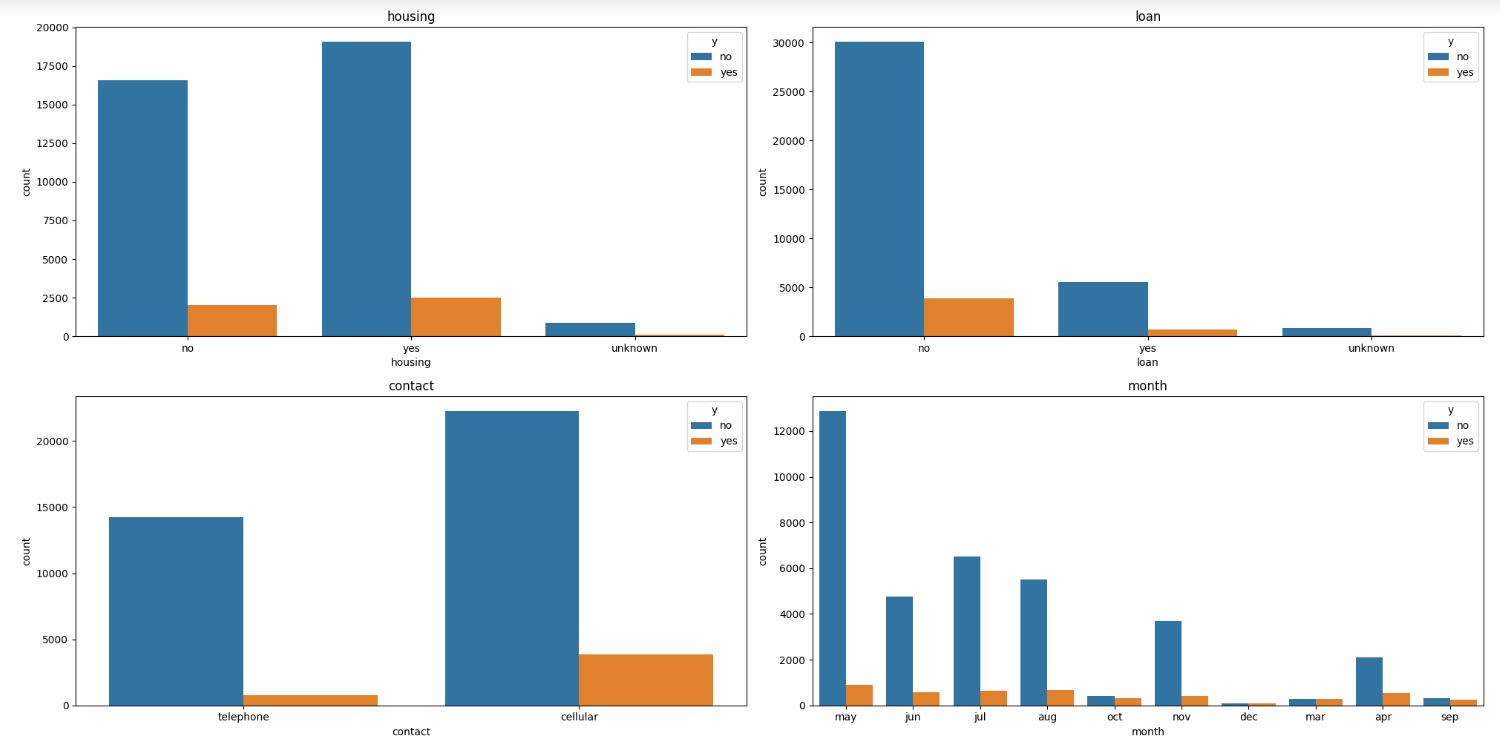 housing
20000
17500
15000
12500
10000
7500
5000
2500
0
count
y
no
yes
no yes unknown
housing
loan
30000
25000
20000
15000
10000
5000
0
count
y
no
yes
no yes unknown
loan
contact
20000
15000
10000
5000
0
count
y
no
yes
telephone cellular
contact
month
12000
10000
8000
6000
4000
2000
0
count
y
no
yes
may jun jul aug oct nov dec mar apr sep
month